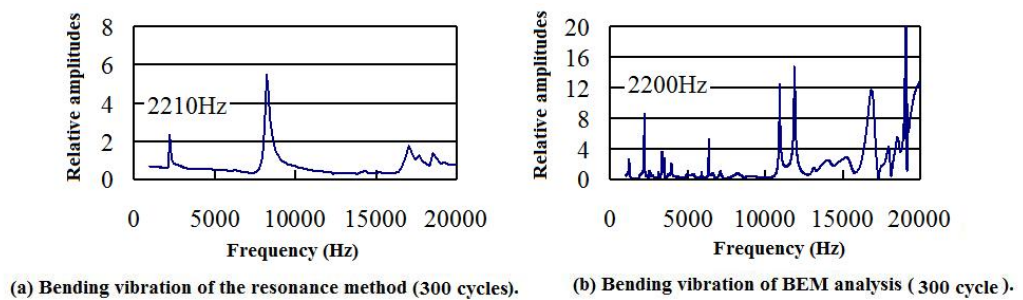 Relative amplitudes
8
6
4
2
0
2210Hz
0 5000 10000 15000 20000
Frequency (Hz)
(a) Bending vibration of the resonance method (300 cycles).
Relative amplitudes
20
16
12
8
4
0
2200Hz
0 5000 10000 15000 20000
Frequency (Hz)
(b) Bending vibration of BEM analysis ( 300 cycle ).